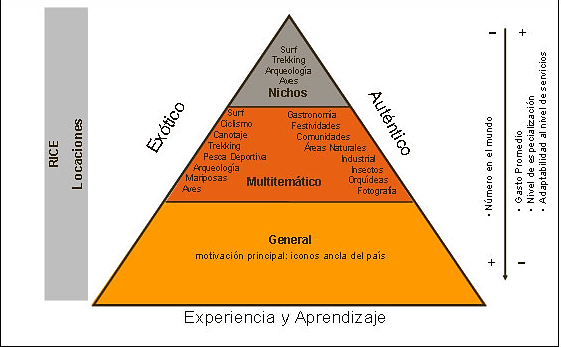 RICE
Locaciones
Exótico
Auténtico
Surf
Trekking
Arqueología
Aves
Nichos
Surf
Ciclismo
Canotaje
Trekking
Pesca Deportiva
Arqueología
Mariposas
Aves
Gastronomía
Festividades
Comunidades
Áreas Naturales
Industrial
Insectos
Orquídeas
Fotografía
Multitemático
General
motivación principal: iconos ancla del país
Experiencia y Aprendizaje
−
+
• Número en el mundo
+
−
• Gasto Promedio
• Nivel de especialización
• Adaptabilidad al nivel de servicios